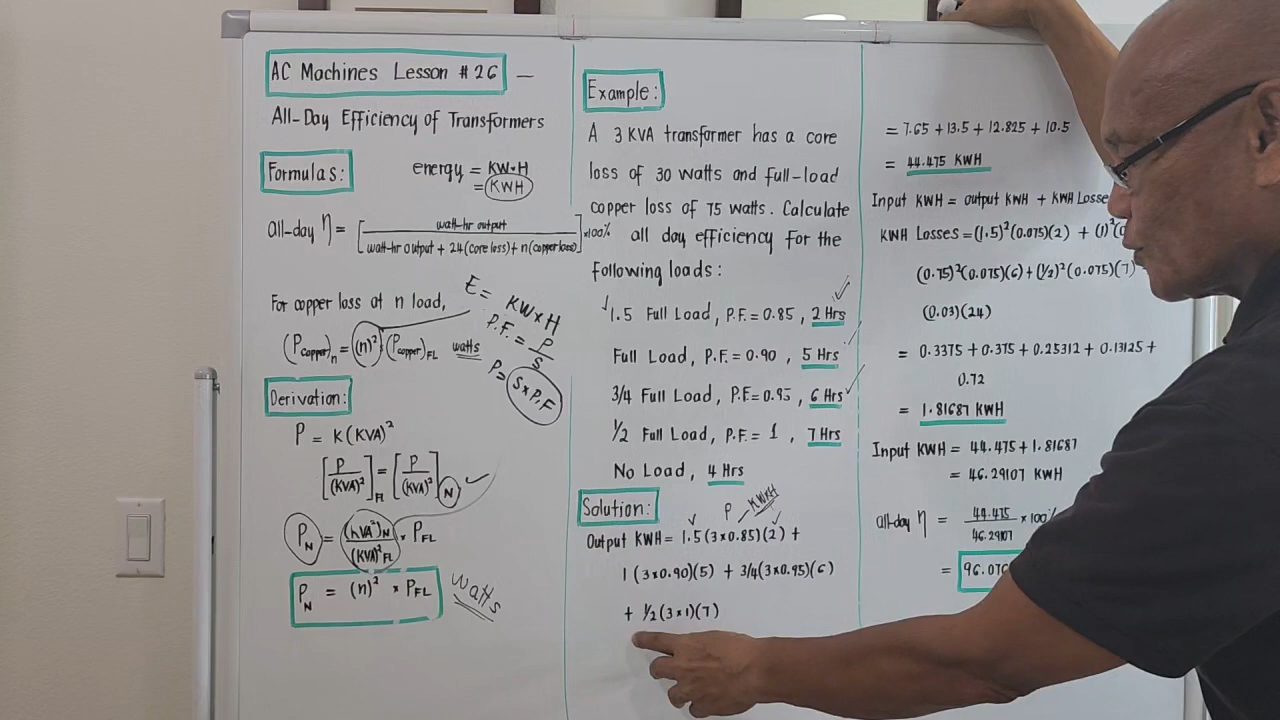 AC Machines Lesson # 26 —
All-Day Efficiency of Transformers
Formulas:
energy = KW·H
= KWH
all-day η = [ watt-hr output / watt-hr output + 24(core loss) + n(copper loss) ] ×100%
For copper loss at n load,
(Pcopper)n = (n)² · (Pcopper)FL watts
E = KW×H
P.F. = P/S
P = S×P.F
Derivation:
P = K(KVA)²
[P/(KVA)²]Fl = [P/(KVA)²]N
PN = (KVA²)N/(KVA)²FL × PFL
PN = (n)² × PFL
watts
Example:
A 3 KVA transformer has a core
loss of 30 watts and full-load
copper loss of 75 watts. Calculate
all day efficiency for the
following loads:
1.5 Full Load, P.F. = 0.85, 2 Hrs
Full Load, P.F. = 0.90, 5 Hrs
3/4 Full Load, P.F = 0.95, 6 Hrs
1/2 Full Load, P.F. = 1, 7 Hrs
No Load, 4 Hrs
Solution:
P KW×H
Output KWH = 1.5(3×0.85)(2) +
1(3×0.90)(5) + 3/4(3×0.95)(6)
+ 1/2(3×1)(7)
= 7.65 + 13.5 + 12.825 + 10.5
= 44.475 KWH
Input KWH = output KWH + KWH Losses
KWH Losses = (1.5)²(0.075)(2) + (1)²(
(0.75)²(0.075)(6) + (1/2)²(0.075)(7)
(0.03)(24)
= 0.3375 + 0.375 + 0.25312 + 0.13125 +
0.72
= 1.81687 KWH
Input KWH = 44.475 + 1.81687
= 46.29107 KWH
all-day η = 44.475/46.29107 × 100%
= 96.07